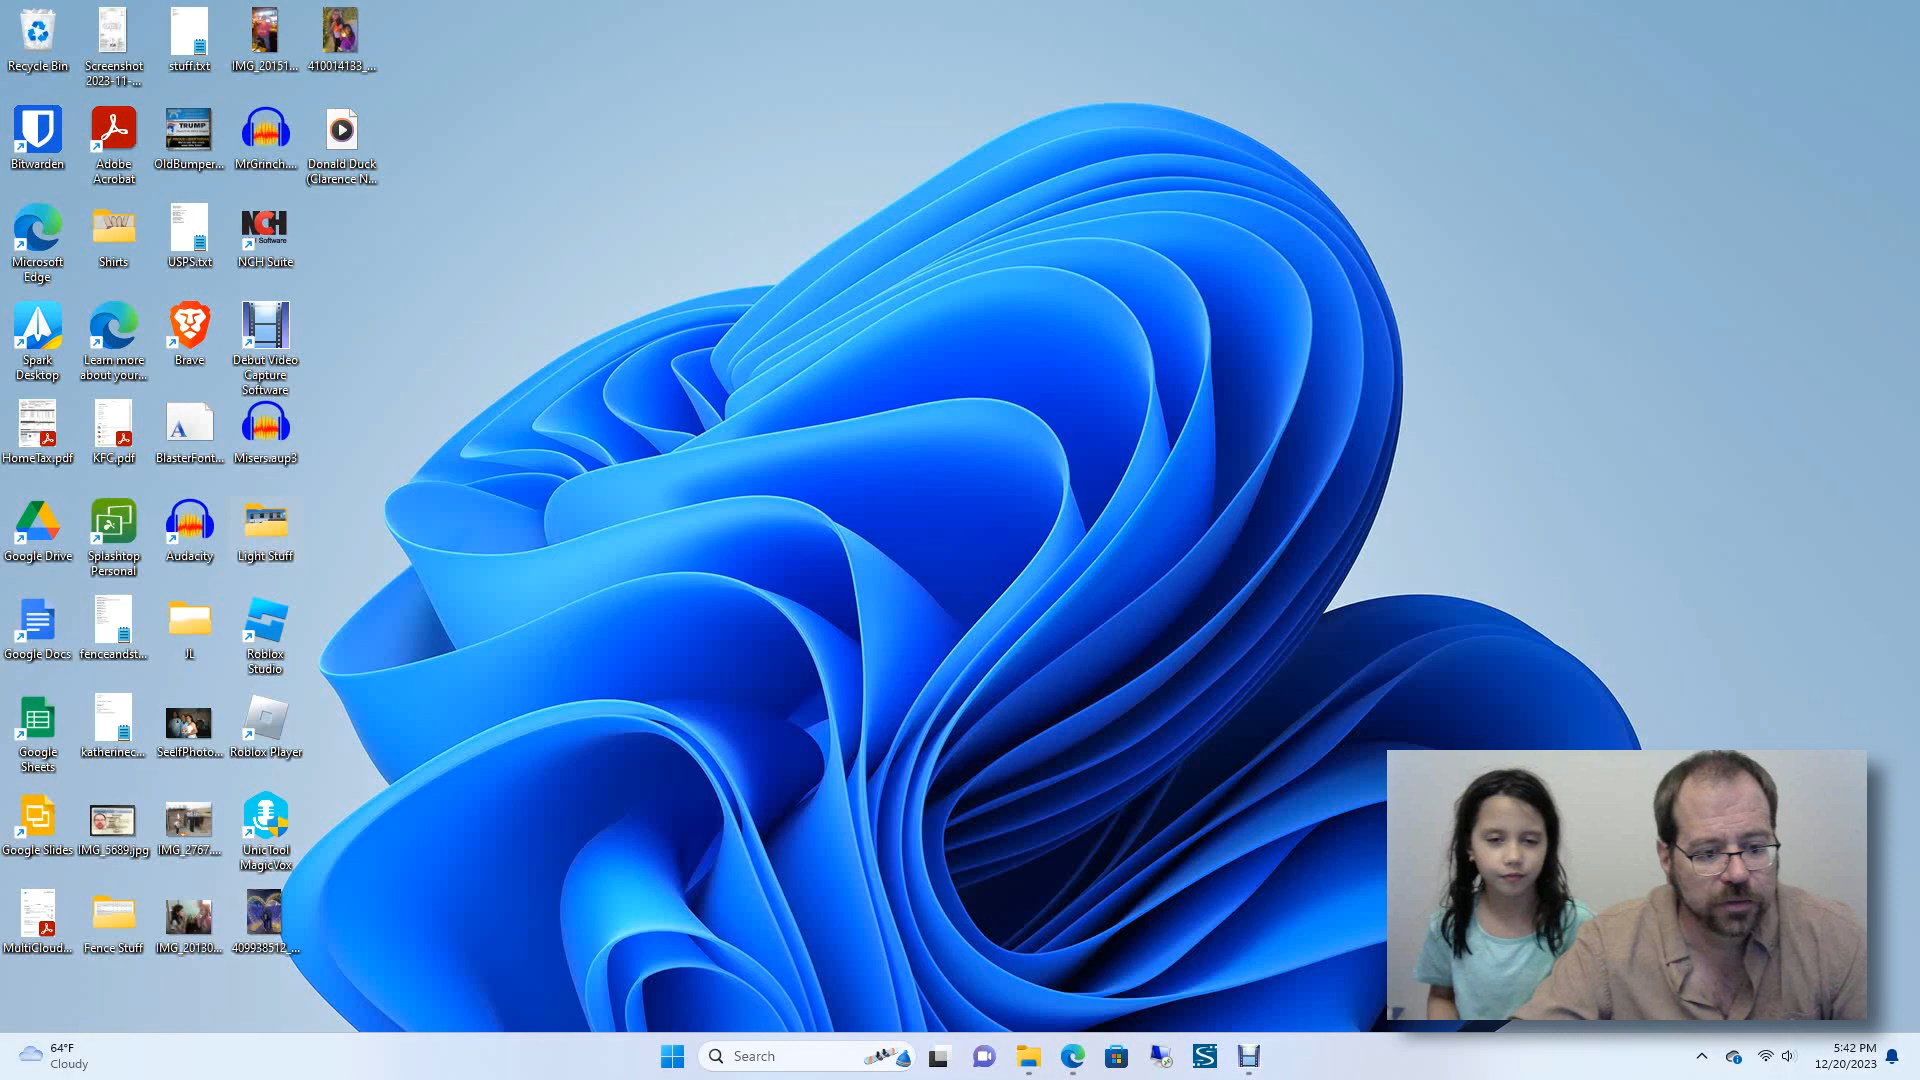 Recycle Bin
Screenshot
2023-11-...
stuff.txt
IMG_20151...
410014133_...
Bitwarden
Adobe
Acrobat
TRUMP
OldBumper...
MrGrinch....
Donald Duck
(Clarence N...
Microsoft
Edge
Shirts
USPS.txt
NCH
Software
NCH Suite
Spark
Desktop
Learn more
about your...
Brave
Debut Video
Capture
Software
HomeTax.pdf
KFC.pdf
A
BlasterFont...
Misers.aup3
Google Drive
Splashtop
Personal
Audacity
Light Stuff
Google Docs
fenceandst...
JL
Roblox
Studio
Google
Sheets
katherinec...
SeelfPhoto...
Roblox Player
Google Slides
IMG_5689.jpg
IMG_2767....
UnicTool
MagicVox
MultiCloud...
Fence Stuff
IMG_20130...
409938512_...
64°F
Cloudy
Search
5:42 PM
12/20/2023